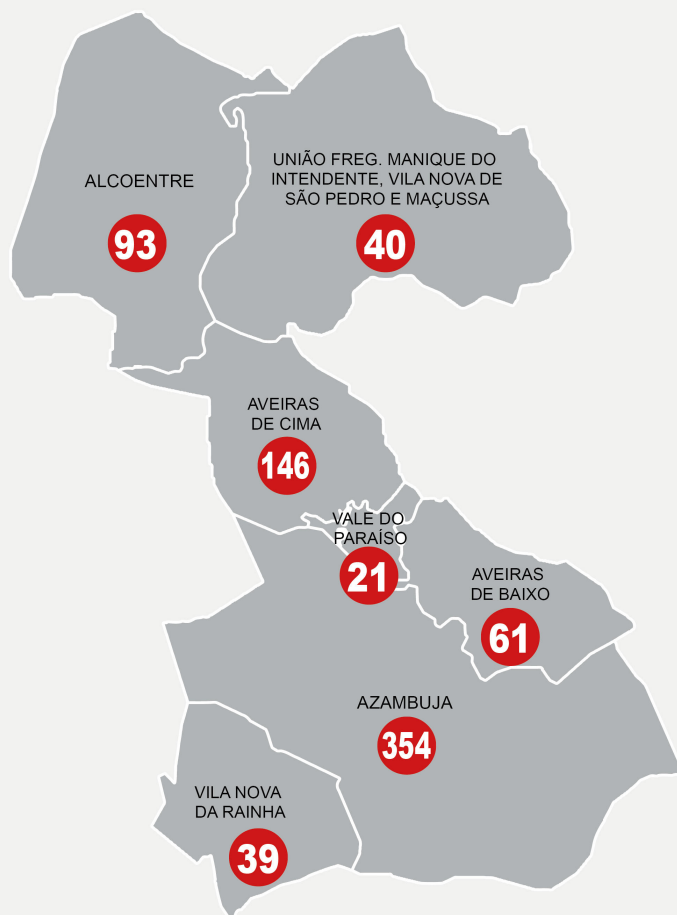 ALCOENTRE
93
UNIÃO FREG. MANIQUE DO
INTENDENTE, VILA NOVA DE
SÃO PEDRO E MAÇUSSA
40
AVEIRAS
DE CIMA
146
VALE DO
PARAÍSO
21
AVEIRAS
DE BAIXO
61
AZAMBUJA
354
VILA NOVA
DA RAINHA
39